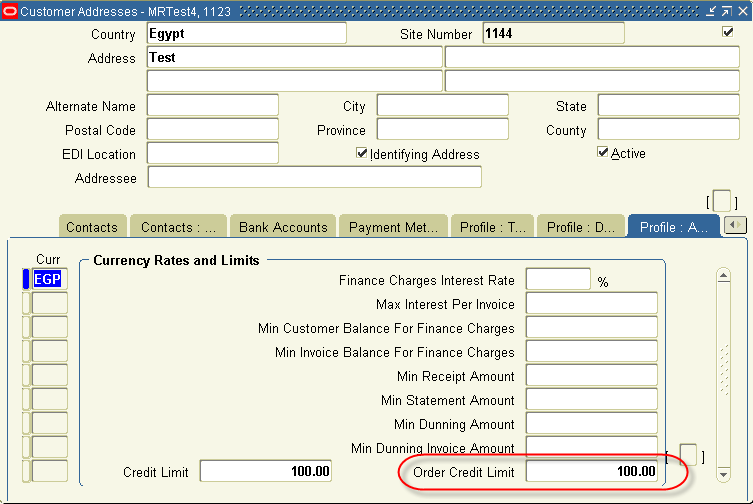 Customer Addresses - MRTest4, 1123
Country Egypt Site Number 1144
Address Test
Alternate Name City State
Postal Code Province County
EDI Location Identifying Address Active
Addressee
[ ]
Contacts Contacts : ... Bank Accounts Payment Met... Profile : T... Profile : D... Profile : A...
Curr Currency Rates and Limits
EGP Finance Charges Interest Rate %
Max Interest Per Invoice
Min Customer Balance For Finance Charges
Min Invoice Balance For Finance Charges
Min Receipt Amount
Min Statement Amount
Min Dunning Amount
Min Dunning Invoice Amount [ ]
Credit Limit 100.00 Order Credit Limit 100.00